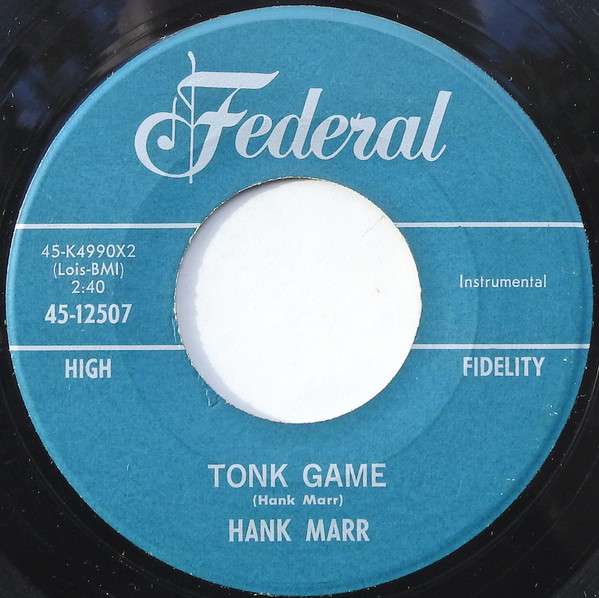 Federal
45-K4990X2
(Lois-BMI)
2:40
45-12507
Instrumental
HIGH FIDELITY
TONK GAME
(Hank Marr)
HANK MARR